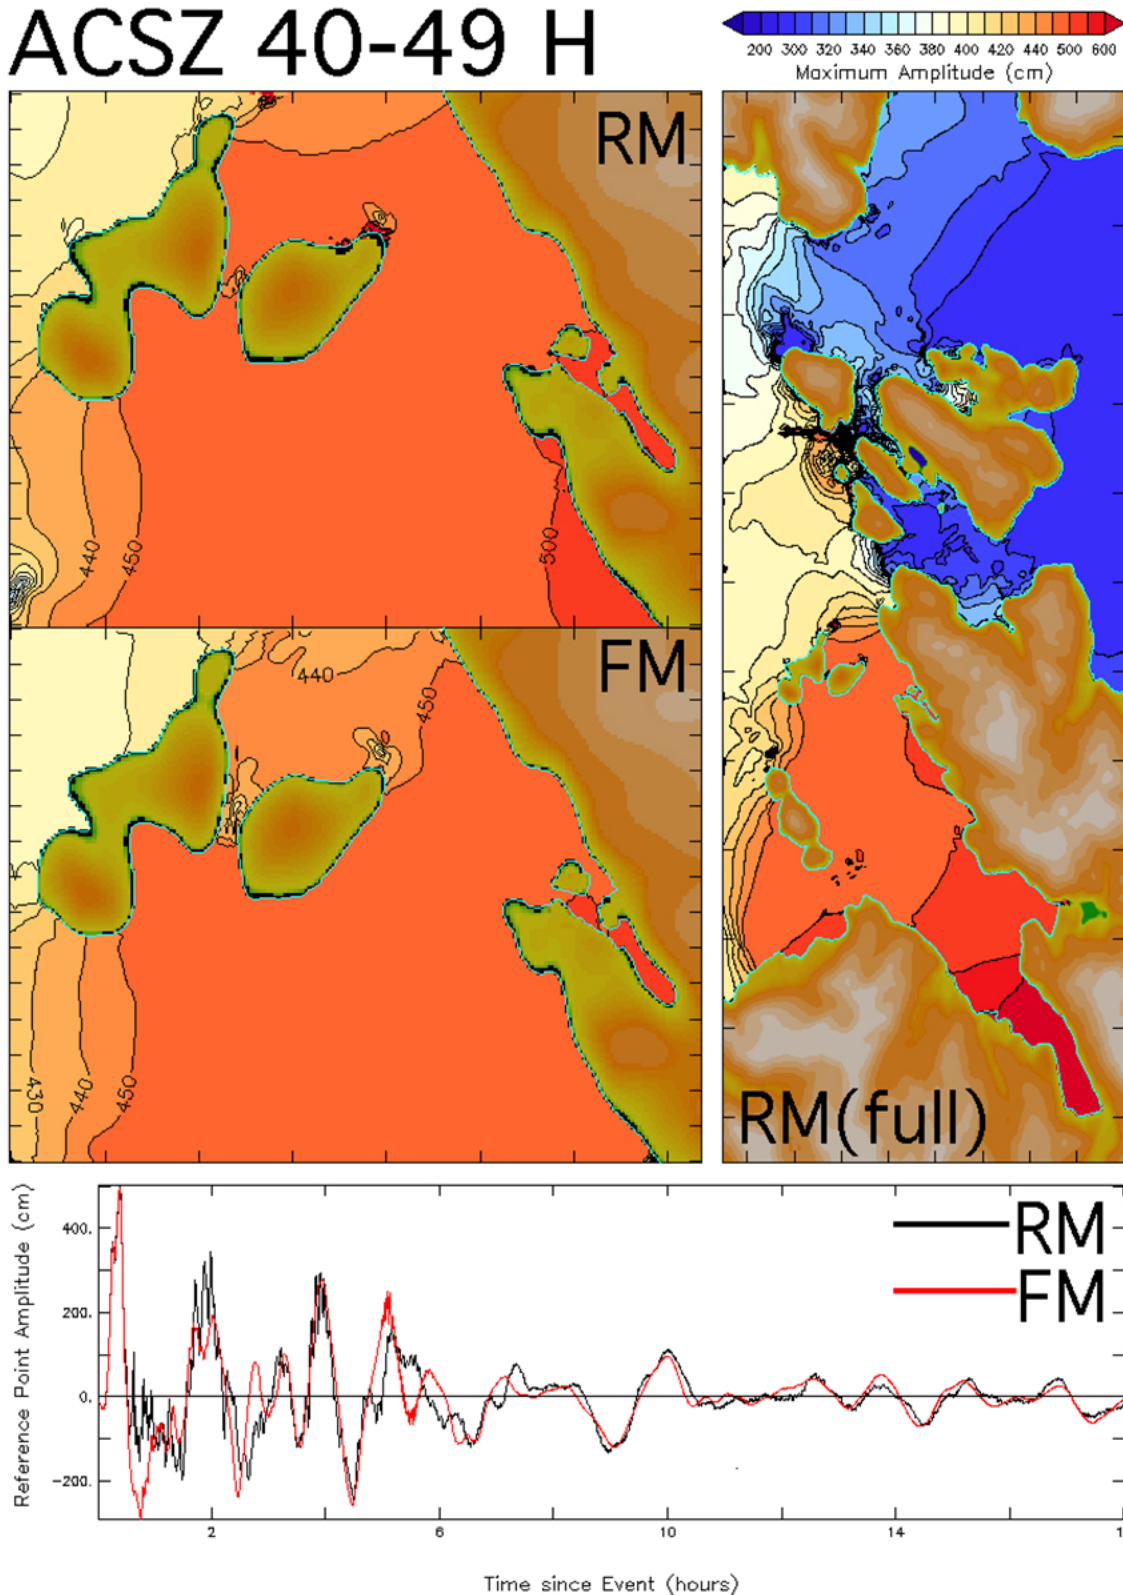 ACSZ 40-49 H
200 300 320 340 360 380 400 420 440 500 600
Maximum Amplitude (cm)
RM
440
450
500
FM
440
450
430
440
450
RM(full)
Reference Point Amplitude (cm)
400.
200.
0.
-200.
RM
FM
2 6 10 14
Time since Event (hours)